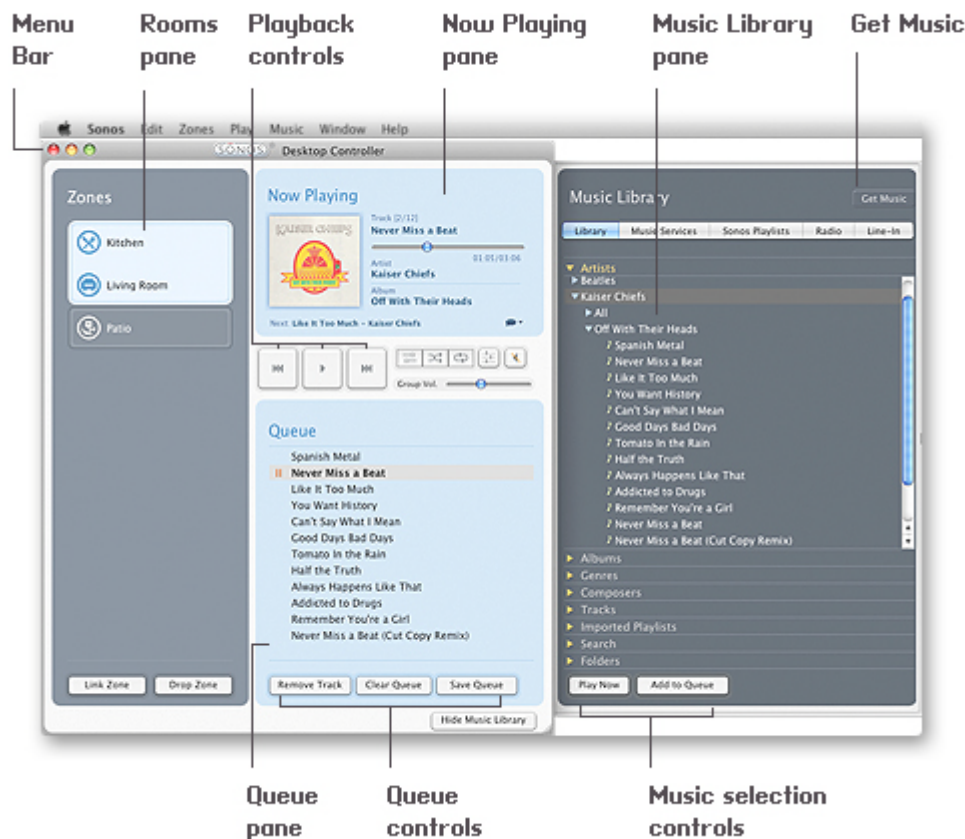 Menu
Bar
Rooms
pane
Playback
controls
Now Playing
pane
Music Library
pane
Get Music
Sonos Edit Zones Play Music Window Help
SONOS Desktop Controller
Zones
Kitchen
Living Room
Patio
Link Zone
Drop Zone
Now Playing
KAISER CHIEFS
Track (2/12)
Never Miss a Beat
01:05/03:06
Artist
Kaiser Chiefs
Album
Off With Their Heads
Next: Like It Too Much - Kaiser Chiefs
Group Vol.
Queue
Spanish Metal
Never Miss a Beat
Like It Too Much
You Want History
Can't Say What I Mean
Good Days Bad Days
Tomato In the Rain
Half the Truth
Always Happens Like That
Addicted to Drugs
Remember You're a Girl
Never Miss a Beat (Cut Copy Remix)
Remove Track
Clear Queue
Save Queue
Hide Music Library
Music Library
Get Music
Library
Music Services
Sonos Playlists
Radio
Line-In
Artists
Beatles
Kaiser Chiefs
All
Off With Their Heads
Spanish Metal
Never Miss a Beat
Like It Too Much
You Want History
Can't Say What I Mean
Good Days Bad Days
Tomato In the Rain
Half the Truth
Always Happens Like That
Addicted to Drugs
Remember You're a Girl
Never Miss a Beat
Never Miss a Beat (Cut Copy Remix)
Albums
Genres
Composers
Tracks
Imported Playlists
Search
Folders
Play Now
Add to Queue
Queue
pane
Queue
controls
Music selection
controls